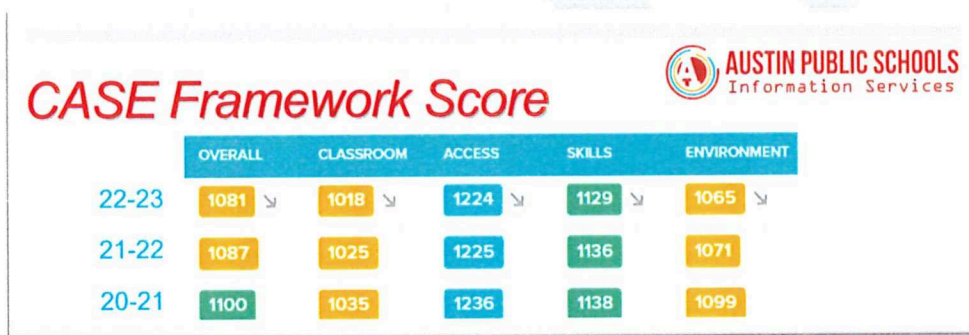 AUSTIN PUBLIC SCHOOLS
Information Services
CASE Framework Score
OVERALL CLASSROOM ACCESS SKILLS ENVIRONMENT
22-23 1081 1018 1224 1129 1065
21-22 1087 1025 1225 1136 1071
20-21 1100 1035 1236 1138 1099